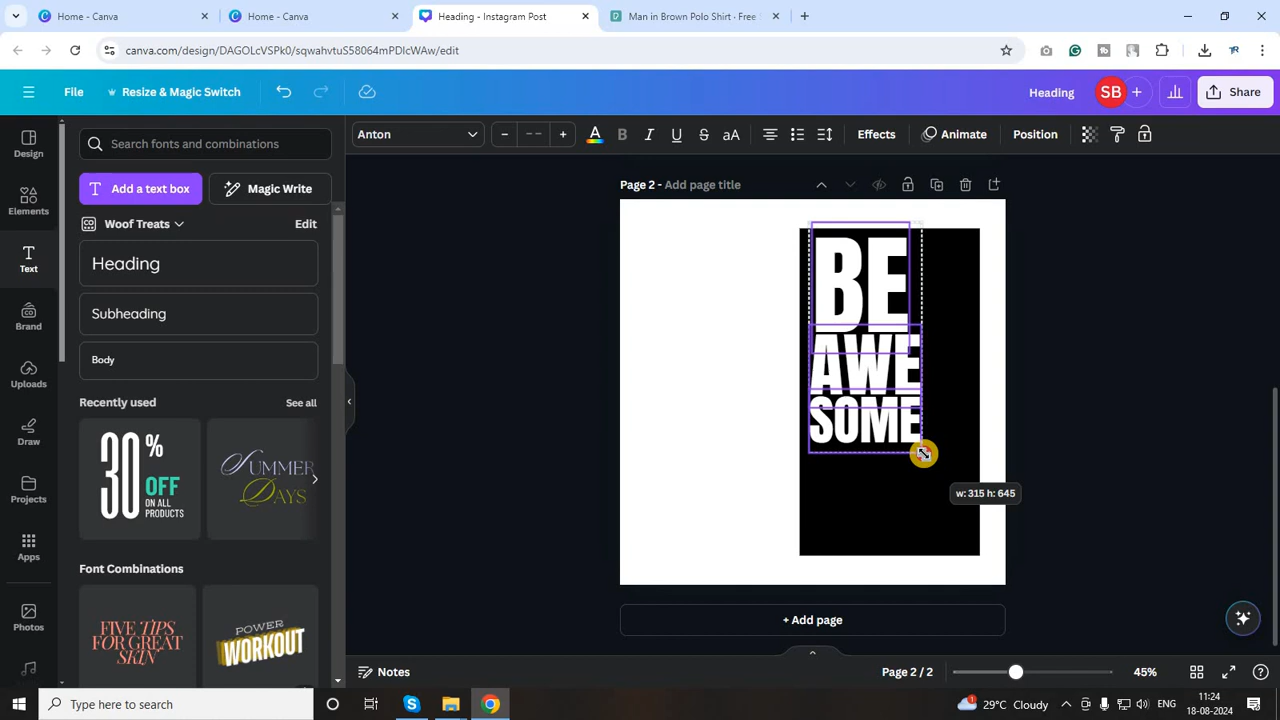 Home - Canva
Home - Canva
Heading - Instagram Post
Man in Brown Polo Shirt · Free S
canva.com/design/DAGOLcVSPk0/sqwahvtuS58064mPDIcWAw/edit
File
Resize & Magic Switch
Heading
SB
Share
Design
Elements
Text
Brand
Uploads
Draw
Projects
Apps
Photos
Search fonts and combinations
Add a text box
Magic Write
Woof Treats
Edit
Heading
Subheading
Body
Recently used
See all
30%
OFF
ON ALL
PRODUCTS
SUMMER
DAYS
Font Combinations
FIVE TIPS
FOR GREAT
SKIN
POWER
WORKOUT
Anton
- -
aA
Effects
Animate
Position
Page 2 - Add page title
BE
AWE
SOME
w: 315 h: 645
+ Add page
Notes
Page 2 / 2
45%
Type here to search
29°C Cloudy
ENG
11:24
18-08-2024